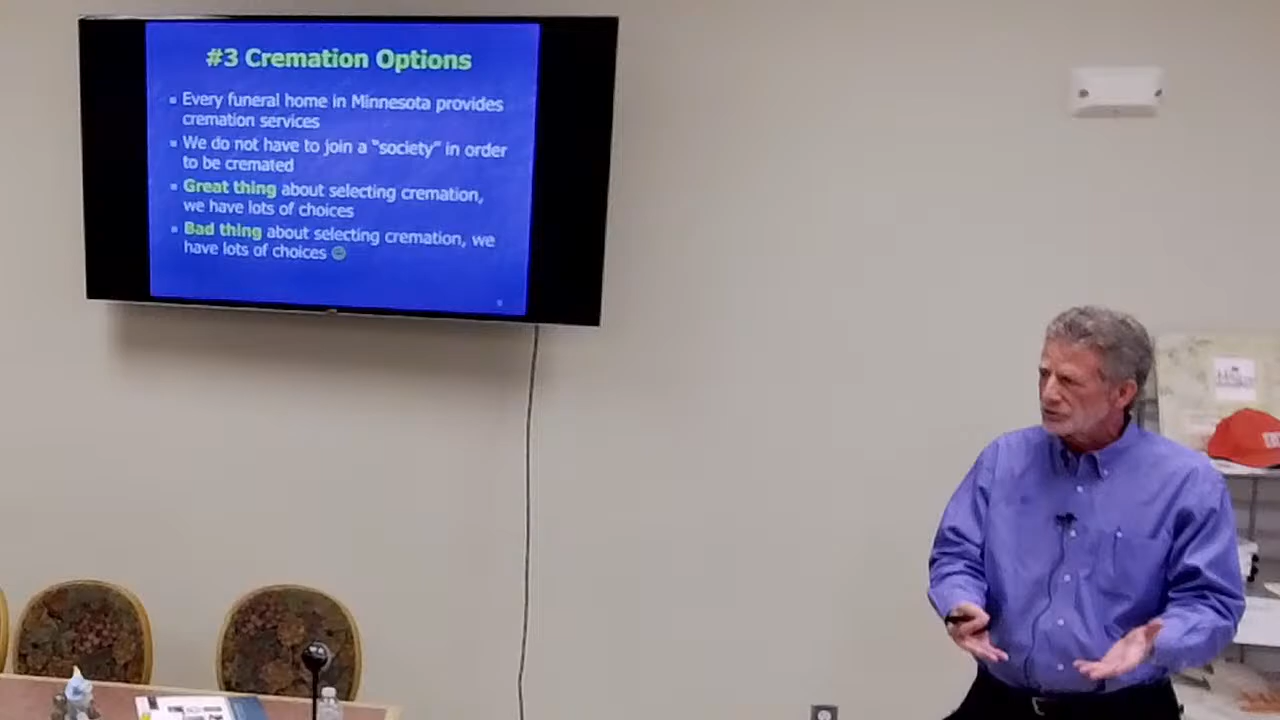 #3 Cremation Options
▪ Every funeral home in Minnesota provides
cremation services
▪ We do not have to join a "society" in order
to be cremated
▪ Great thing about selecting cremation,
we have lots of choices
▪ Bad thing about selecting cremation, we
have lots of choices ☺